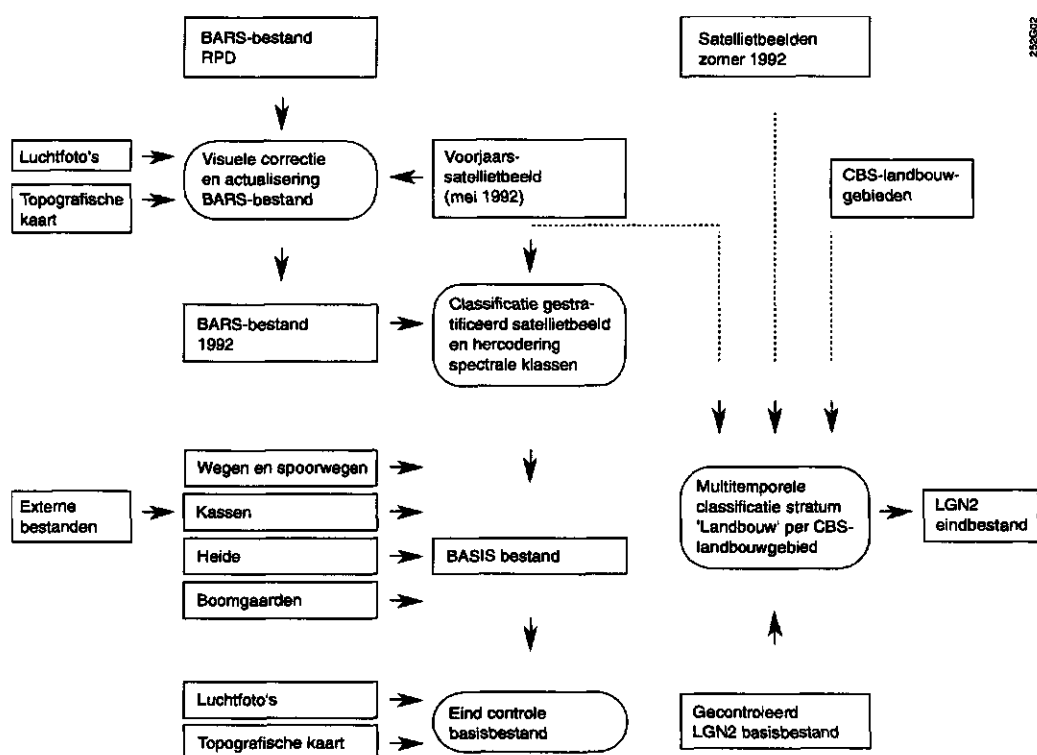 BARS-bestand
RPD
Satellietbeelden
zomer 1992
252G02
Luchtfoto's
Topografische
kaart
Visuele correctie
en actualisering
BARS-bestand
Voorjaars-
satellietbeeld
(mei 1992)
CBS-landbouw-
gebieden
BARS-bestand
1992
Classificatie gestra-
tificeerd satellietbeeld
en hercodering
spectrale klassen
Externe
bestanden
Wegen en spoorwegen
Kassen
Heide
Boomgaarden
BASIS bestand
Multitemporele
classificatie stratum
'Landbouw' per CBS-
landbouwgebied
LGN2
eindbestand
Luchtfoto's
Topografische kaart
Eind controle
basisbestand
Gecontroleerd
LGN2 basisbestand